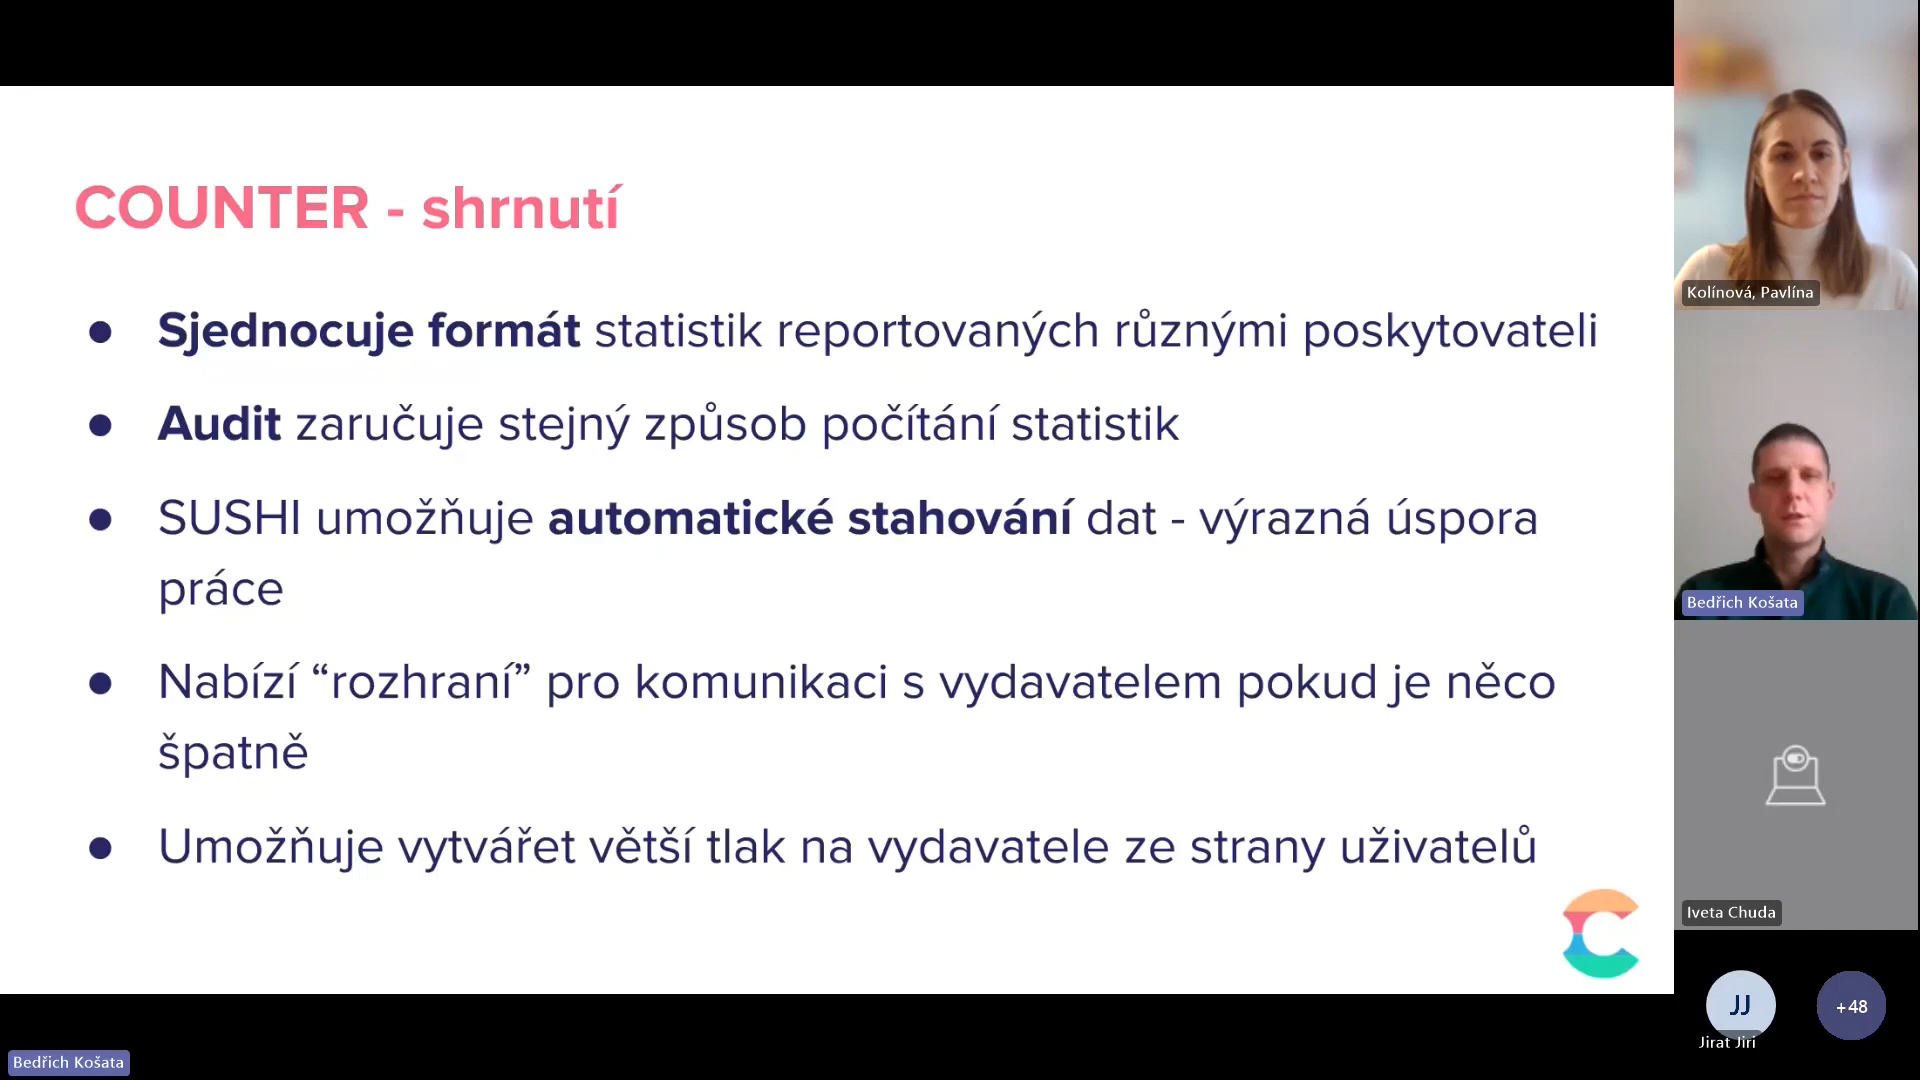 COUNTER - shrnutí
● Sjednocuje formát statistik reportovaných různými poskytovateli
● Audit zaručuje stejný způsob počítání statistik
● SUSHI umožňuje automatické stahování dat - výrazná úspora
práce
● Nabízí “rozhraní” pro komunikaci s vydavatelem pokud je něco
špatně
● Umožňuje vytvářet větší tlak na vydavatele ze strany uživatelů
Kolínová, Pavlína
Bedřich Košata
Iveta Chuda
JJ
+48
Jirat Jiri
Bedřich Košata